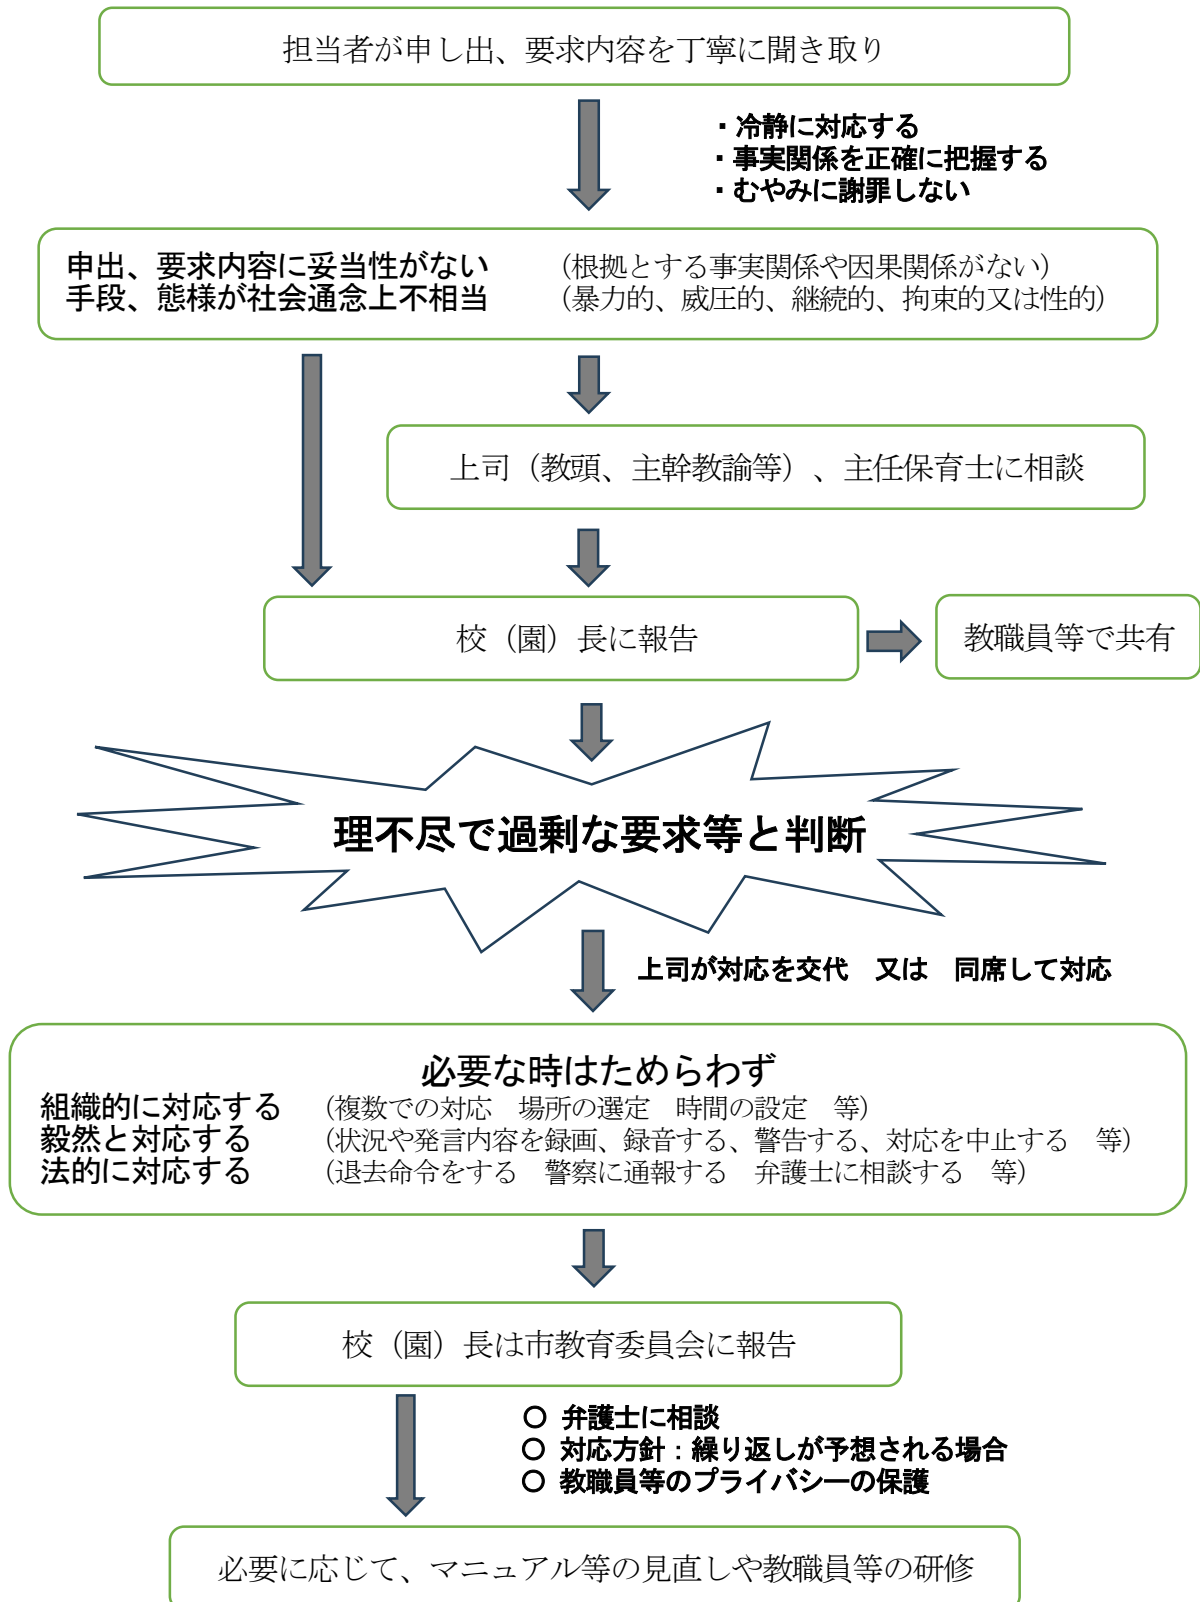 担当者が申し出、要求内容を丁寧に聞き取り
・冷静に対応する
・事実関係を正確に把握する
・むやみに謝罪しない
申出、要求内容に妥当性がない　（根拠とする事実関係や因果関係がない）
手段、態様が社会通念上不相当　（暴力的、威圧的、継続的、拘束的又は性的）
上司（教頭、主幹教諭等）、主任保育士に相談
校（園）長に報告
教職員等で共有
理不尽で過剰な要求等と判断
上司が対応を交代　又は　同席して対応
必要な時はためらわず
組織的に対応する　（複数での対応　場所の選定　時間の設定　等）
毅然と対応する　（状況や発言内容を録画、録音する、警告する、対応を中止する　等）
法的に対応する　（退去命令をする　警察に通報する　弁護士に相談する　等）
校（園）長は市教育委員会に報告
〇 弁護士に相談
〇 対応方針：繰り返しが予想される場合
〇 教職員等のプライバシーの保護
必要に応じて、マニュアル等の見直しや教職員等の研修